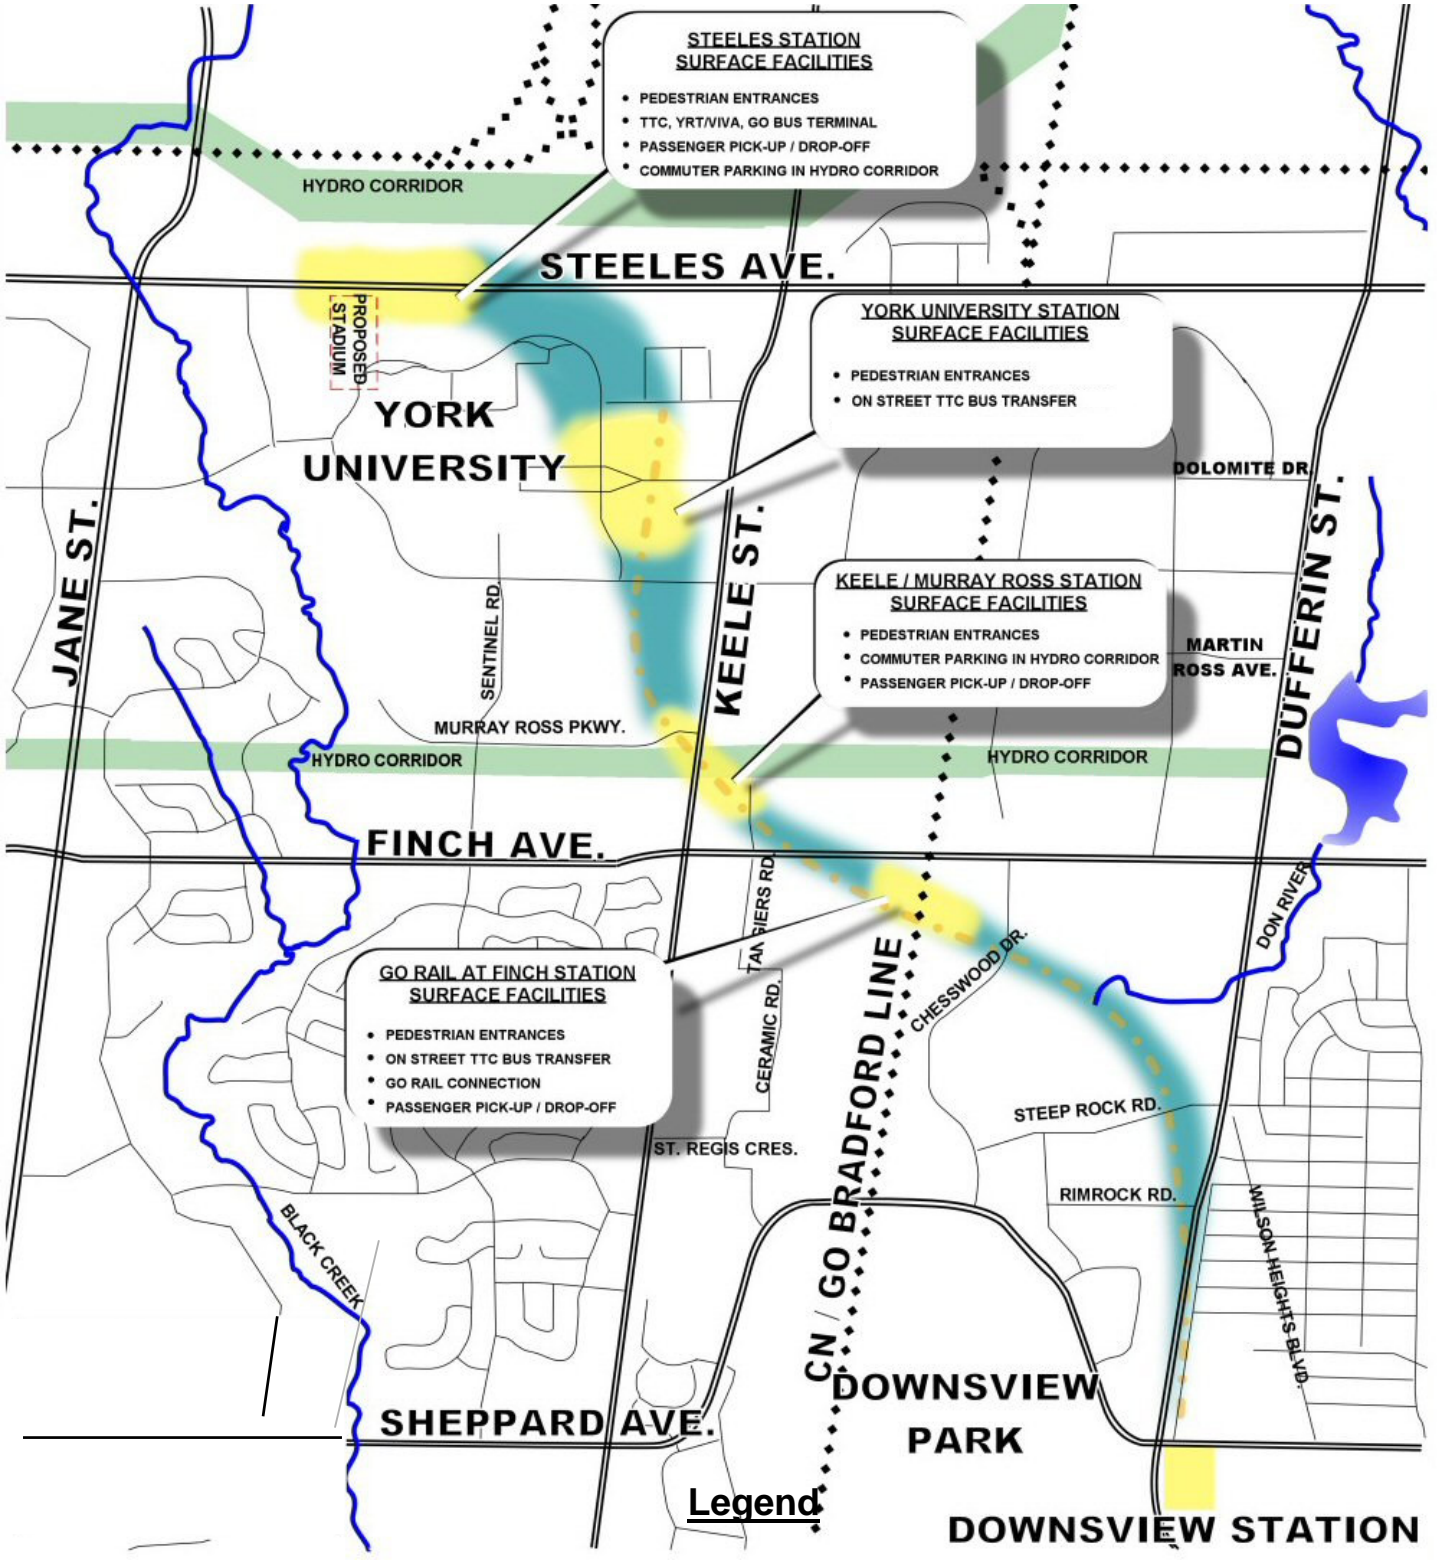 STEELES STATION
SURFACE FACILITIES
• PEDESTRIAN ENTRANCES
• TTC, YRT/VIVA, GO BUS TERMINAL
• PASSENGER PICK-UP / DROP-OFF
• COMMUTER PARKING IN HYDRO CORRIDOR
HYDRO CORRIDOR
STEELES AVE.
PROPOSED
STADIUM
YORK UNIVERSITY STATION
SURFACE FACILITIES
• PEDESTRIAN ENTRANCES
• ON STREET TTC BUS TRANSFER
YORK
UNIVERSITY
DOLOMITE DR.
JANE ST.
KEELE ST.
DUFFERIN ST.
SENTINEL RD.
KEELE / MURRAY ROSS STATION
SURFACE FACILITIES
• PEDESTRIAN ENTRANCES
• COMMUTER PARKING IN HYDRO CORRIDOR
• PASSENGER PICK-UP / DROP-OFF
MARTIN
ROSS AVE.
MURRAY ROSS PKWY.
HYDRO CORRIDOR
HYDRO CORRIDOR
FINCH AVE.
TANGIERS RD.
DON RIVER
CHESSWOOD DR.
GO RAIL AT FINCH STATION
SURFACE FACILITIES
• PEDESTRIAN ENTRANCES
• ON STREET TTC BUS TRANSFER
• GO RAIL CONNECTION
• PASSENGER PICK-UP / DROP-OFF
CERAMIC RD.
CN / GO BRADFORD LINE
STEEP ROCK RD.
ST. REGIS CRES.
RIMROCK RD.
WILSON HEIGHTS BLVD.
BLACK CREEK
DOWNSVIEW
PARK
SHEPPARD AVE.
Legend
DOWNSVIEW STATION